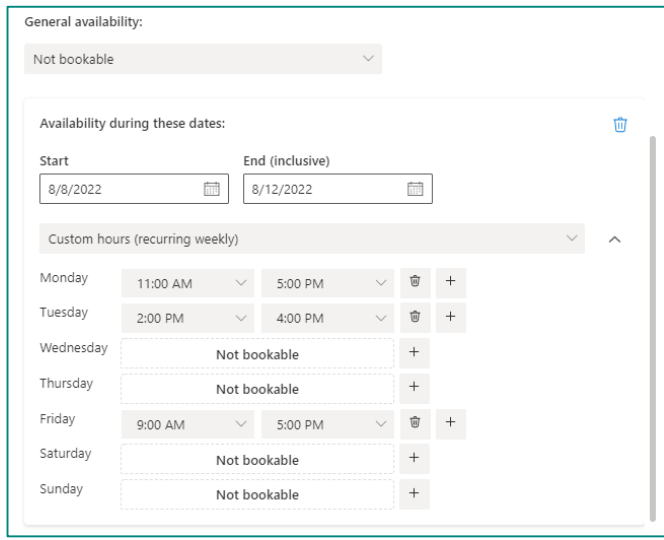 General availability:
Not bookable
Availability during these dates:
Start End (inclusive)
8/8/2022 8/12/2022
Custom hours (recurring weekly)
Monday 11:00 AM 5:00 PM +
Tuesday 2:00 PM 4:00 PM +
Wednesday Not bookable +
Thursday Not bookable +
Friday 9:00 AM 5:00 PM +
Saturday Not bookable +
Sunday Not bookable +